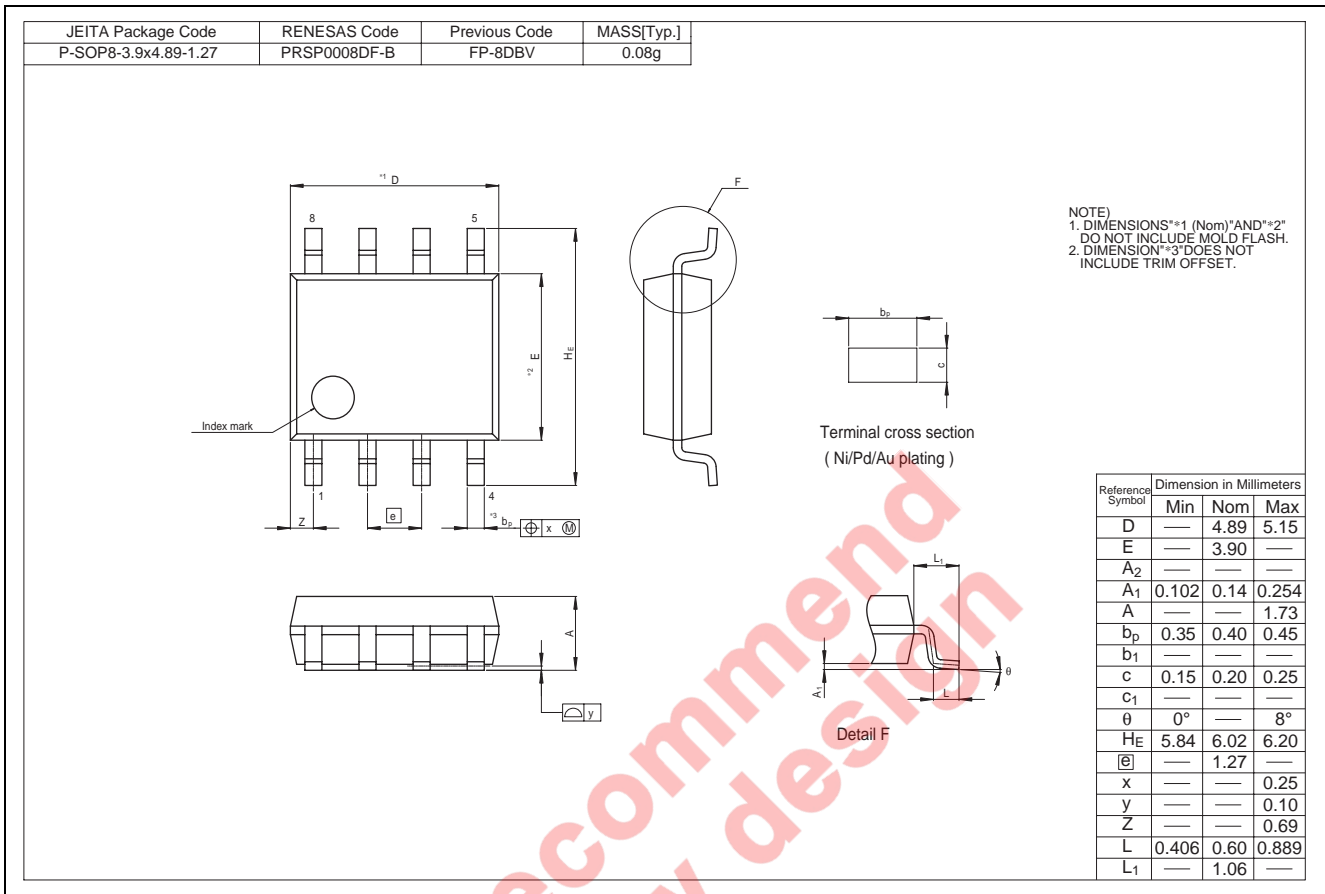 JEITA Package Code RENESAS Code Previous Code MASS[Typ.]
P-SOP8-3.9x4.89-1.27 PRSP0008DF-B FP-8DBV 0.08g
*1 D
8 5
*2 E
HE
Index mark
1 4
Z e *3 bp x M
F
NOTE)
1. DIMENSIONS"*1 (Nom)"AND"*2"
DO NOT INCLUDE MOLD FLASH.
2. DIMENSION"*3"DOES NOT
INCLUDE TRIM OFFSET.
bp
c
Terminal cross section
( Ni/Pd/Au plating )
A
y
L1
A1
L
θ
Detail F
Reference Symbol Dimension in Millimeters
Min Nom Max
D — 4.89 5.15
E — 3.90 —
A2 — — —
A1 0.102 0.14 0.254
A — — 1.73
bp 0.35 0.40 0.45
b1 — — —
c 0.15 0.20 0.25
c1 — — —
θ 0° — 8°
HE 5.84 6.02 6.20
e — 1.27 —
x — — 0.25
y — — 0.10
Z — — 0.69
L 0.406 0.60 0.889
L1 — 1.06 —
ecommend
design